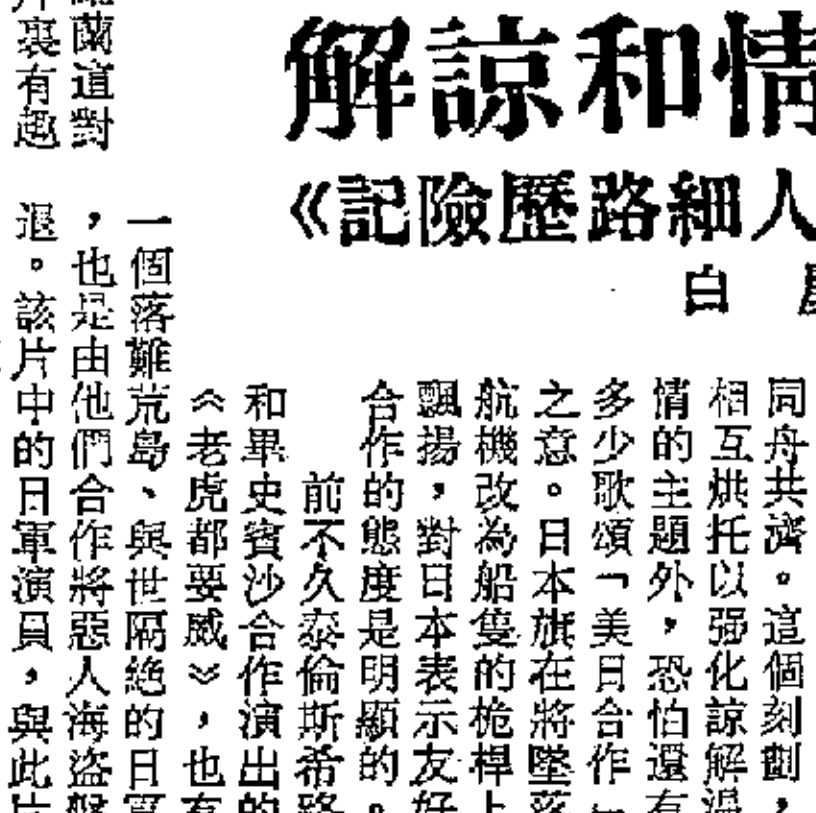 情和諒解
人細路歷險記》
白
同舟共濟。這個刻劃，
相互烘托以强化諒解溫
情的主題外，恐怕還有
多少歌頌「美日合作」
之意。日本旗在將墜落
航機改為船隻的桅桿上
飄揚，對日本表示友好
合作的態度是明顯的。
前不久泰倫斯希路
和畢史賓沙合作演出的
《老虎都要威》，也有
一個落難荒島、與世隔絕的日軍
，也是由他們合作將惡人海盜
退。該片中的日軍演員，與此片
蘭道對
裏有趣